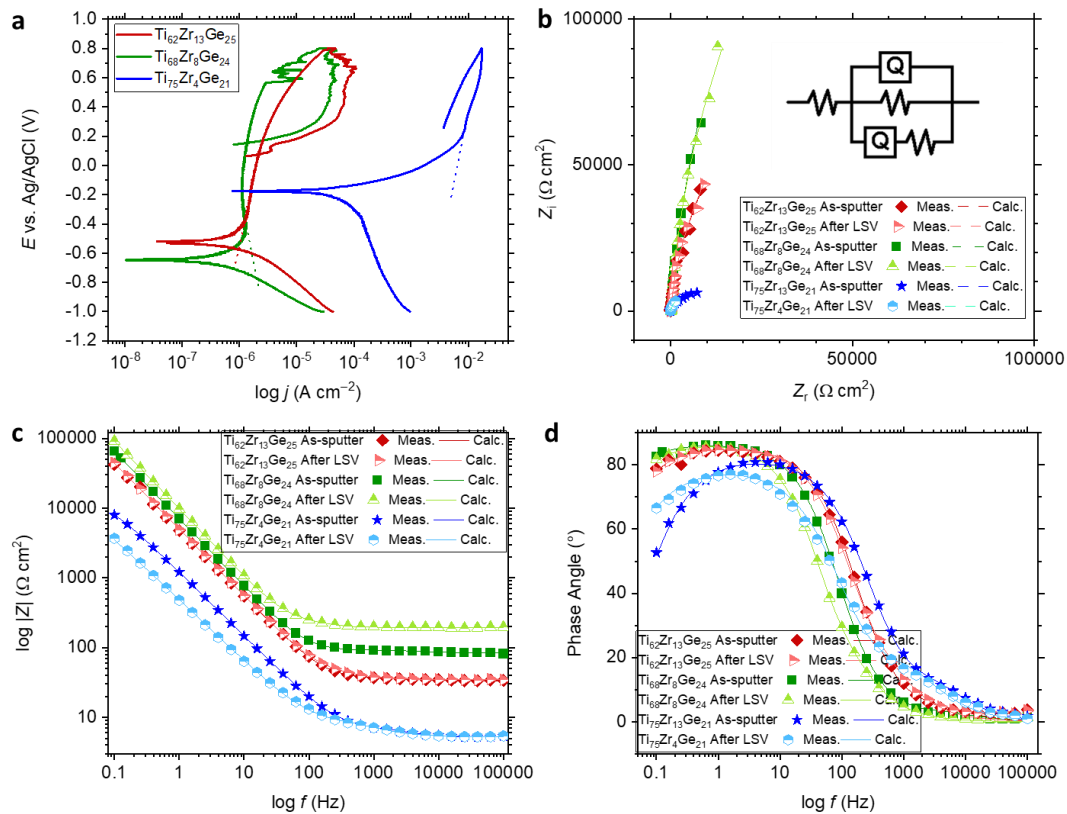 a
Ti62Zr13Ge25
Ti68Zr8Ge24
Ti75Zr4Ge21
1.0
0.8
0.6
0.4
0.2
0.0
-0.2
-0.4
-0.6
-0.8
-1.0
-1.2
E vs. Ag/AgCl (V)
10⁻⁸ 10⁻⁷ 10⁻⁶ 10⁻⁵ 10⁻⁴ 10⁻³ 10⁻² 10⁻¹
log j (A cm⁻²)
b
Q
Q
100000
50000
0
Zi (Ω cm²)
Ti62Zr13Ge25 As-sputter Meas. Calc.
Ti62Zr13Ge25 After LSV Meas. Calc.
Ti68Zr8Ge24 As-sputter Meas. Calc.
Ti68Zr8Ge24 After LSV Meas. Calc.
Ti75Zr13Ge21 As-sputter Meas. Calc.
Ti75Zr4Ge21 After LSV Meas. Calc.
0 50000 100000
Zr (Ω cm²)
c
Ti62Zr13Ge25 As-sputter Meas. Calc.
Ti62Zr13Ge25 After LSV Meas. Calc.
Ti68Zr8Ge24 As-sputter Meas. Calc.
Ti68Zr8Ge24 After LSV Meas. Calc.
Ti75Zr4Ge21 As-sputter Meas. Calc.
Ti75Zr4Ge21 After LSV Meas. Calc.
100000
10000
1000
100
10
log |Z| (Ω cm²)
0.1 1 10 100 1000 10000 100000
log f (Hz)
d
80
60
40
20
0
Phase Angle (°)
Ti62Zr13Ge25 As-sputter Meas. Calc.
Ti62Zr13Ge25 After LSV Meas. Calc.
Ti68Zr8Ge24 As-sputter Meas. Calc.
Ti68Zr8Ge24 After LSV Meas. Calc.
Ti75Zr13Ge21 As-sputter Meas. Calc.
Ti75Zr4Ge21 After LSV Meas. Calc.
0.1 1 10 100 1000 10000 100000
log f (Hz)